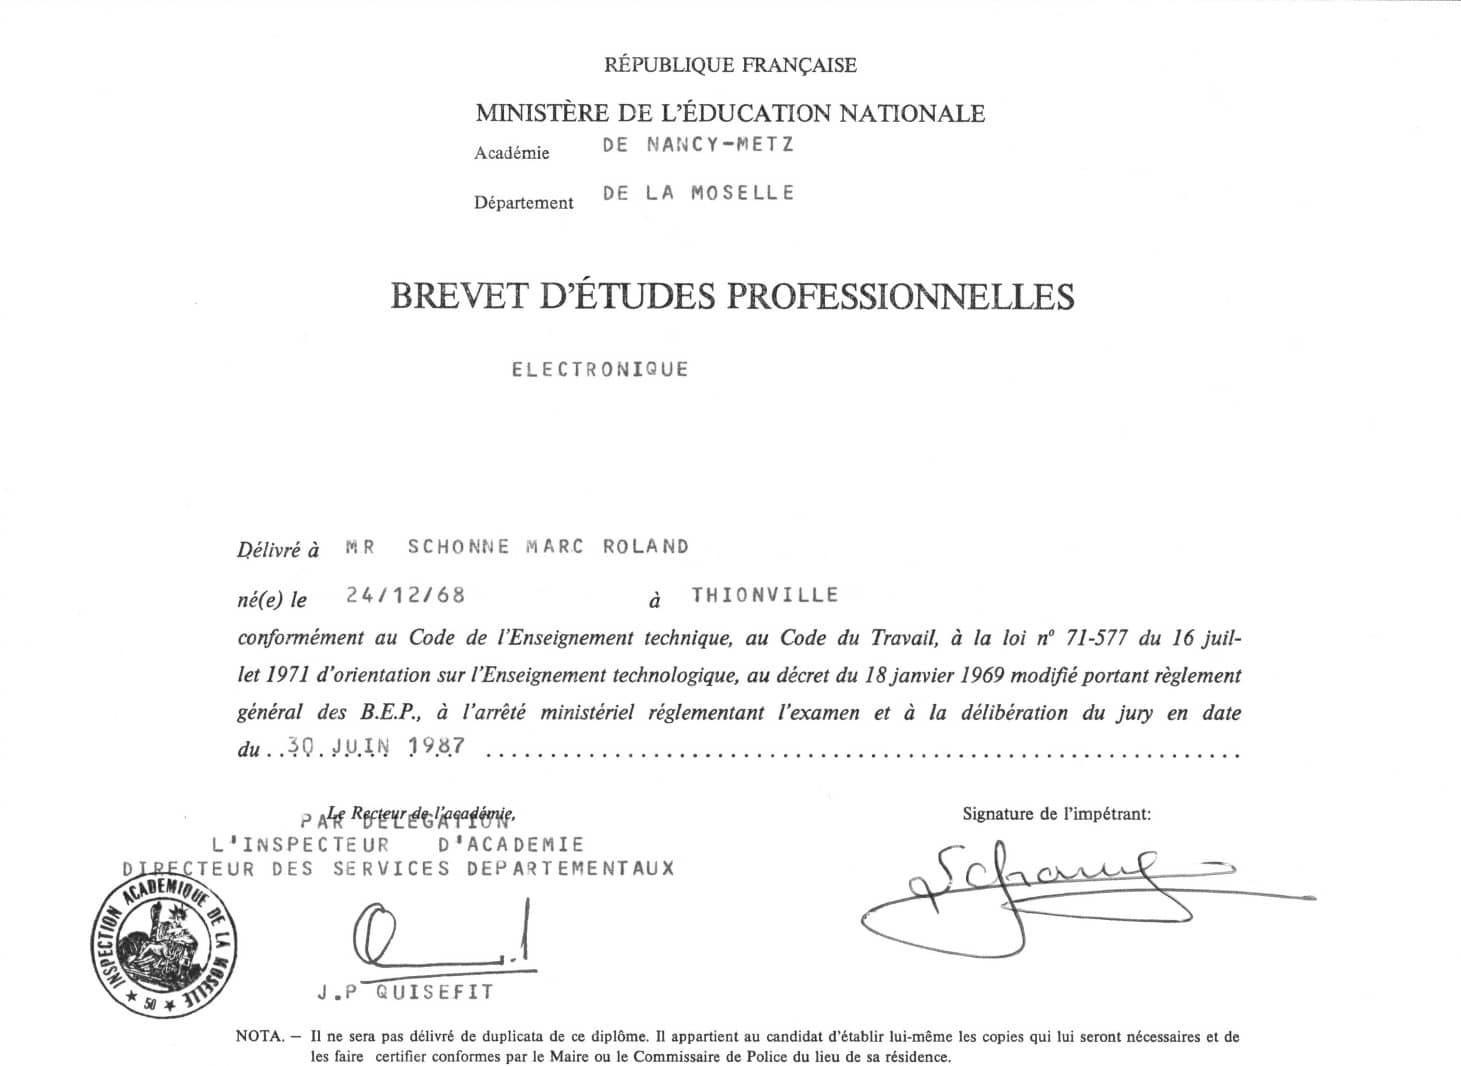 RÉPUBLIQUE FRANÇAISE
MINISTÈRE DE L'ÉDUCATION NATIONALE
Académie DE NANCY-METZ
Département DE LA MOSELLE
BREVET D'ÉTUDES PROFESSIONNELLES
ELECTRONIQUE
Délivré à MR SCHONNE MARC ROLAND
né(e) le 24/12/68 à THIONVILLE
conformément au Code de l'Enseignement technique, au Code du Travail, à la loi nº 71-577 du 16 juil-
let 1971 d'orientation sur l'Enseignement technologique, au décret du 18 janvier 1969 modifié portant règlement
général des B.E.P., à l'arrêté ministériel réglementant l'examen et à la délibération du jury en date
du 30 JUIN 1987
Le Recteur de l'académie,
PAR DELEGATION
L'INSPECTEUR D'ACADEMIE
DIRECTEUR DES SERVICES DEPARTEMENTAUX
Signature de l'impétrant:
INSPECTION ACADÉMIQUE DE LA MOSELLE
50
J.P QUISEFIT
NOTA. — Il ne sera pas délivré de duplicata de ce diplôme. Il appartient au candidat d'établir lui-même les copies qui lui seront nécessaires et de
les faire certifier conformes par le Maire ou le Commissaire de Police du lieu de sa résidence.